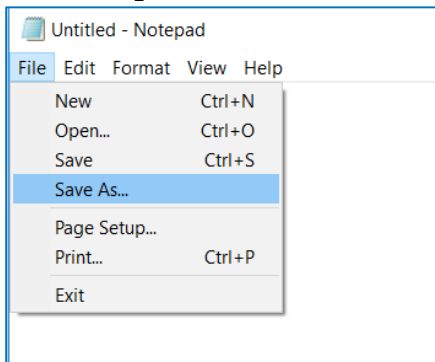 Untitled - Notepad
File Edit Format View Help
New Ctrl+N
Open... Ctrl+O
Save Ctrl+S
Save As...
Page Setup...
Print... Ctrl+P
Exit